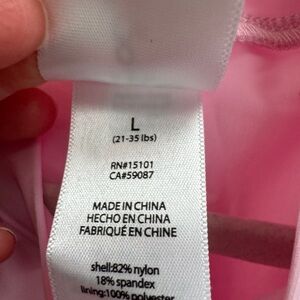 L
(21-35 lbs)
RN#15101
CA#59087
MADE IN CHINA
HECHO EN CHINA
FABRIQUÉ EN CHINE
shell:82% nylon
18% spandex
lining:100% polyester